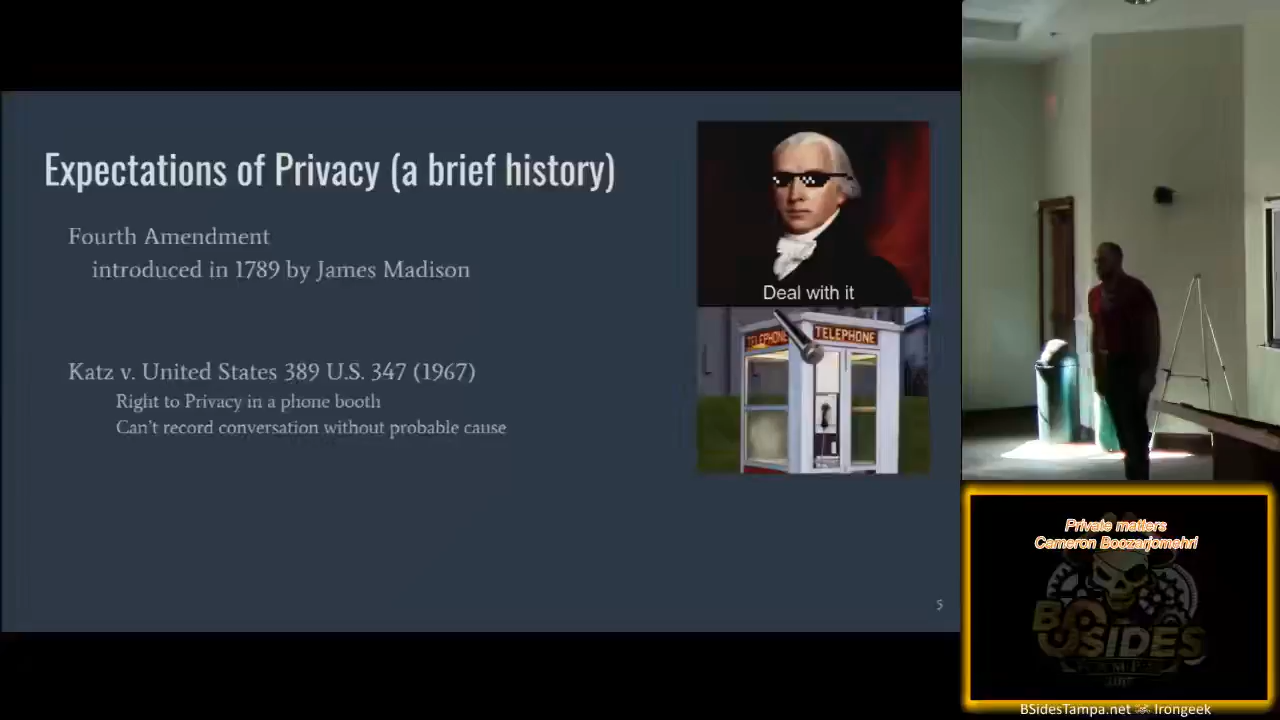 Expectations of Privacy (a brief history)
Fourth Amendment
introduced in 1789 by James Madison
Katz v. United States 389 U.S. 347 (1967)
Right to Privacy in a phone booth
Can't record conversation without probable cause
Deal with it
TELEPHONE
TELEPHONE
5
Private matters
Cameron Boozarjomehri
BSIDES
BSidesTampa.net
Irongeek